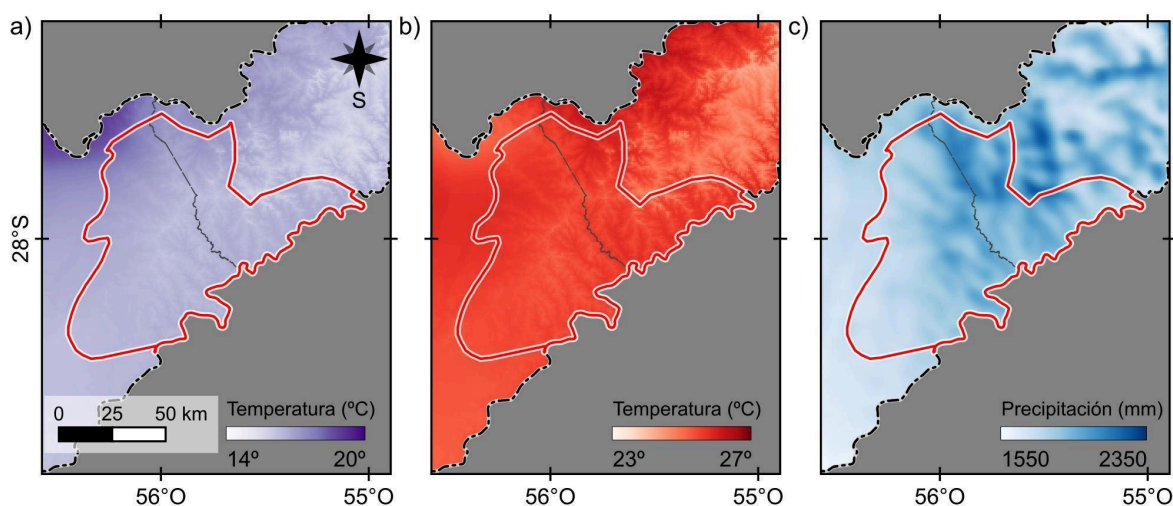 a)
S
28°S
0 25 50 km
Temperatura (ºC)
14º 20º
56°O 55°O
b)
Temperatura (ºC)
23º 27º
56°O 55°O
c)
Precipitación (mm)
1550 2350
56°O 55°O